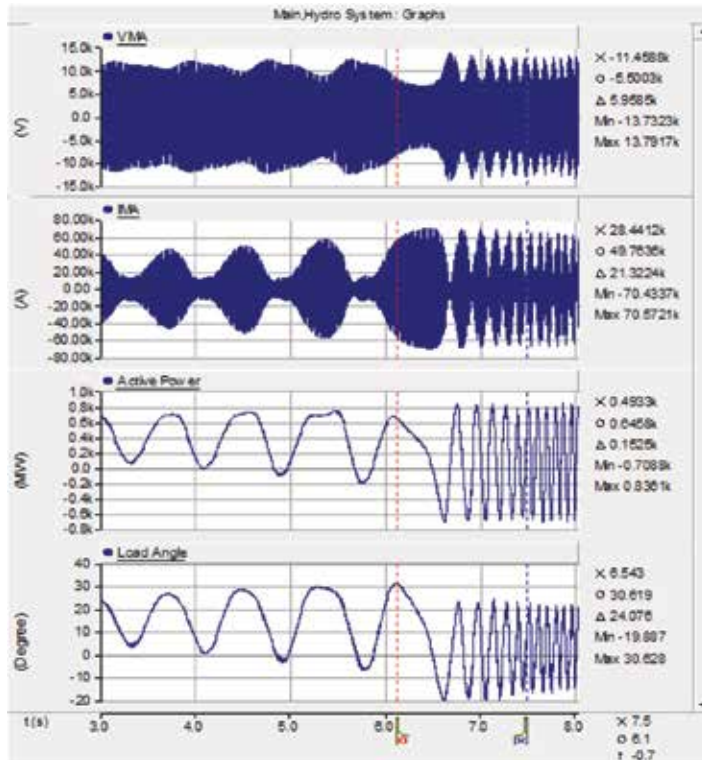 Main,Hydro System : Graphs
VMA
15.0k
10.0k
5.0k
0.0
-5.0k
-10.0k
-15.0k
(V)
X -11.4588k
O -5.5003k
Δ 5.9585k
Min -13.7323k
Max 13.7917k
IMA
80.00k
60.00k
40.00k
20.00k
0.00
-20.00k
-40.00k
-60.00k
-80.00k
(A)
X 28.4412k
O 49.7636k
Δ 21.3224k
Min -70.4337k
Max 70.5721k
Active Power
1.0k
0.8k
0.6k
0.4k
0.2k
0.0
-0.2k
-0.4k
-0.6k
-0.8k
(MW)
X 0.4933k
O 0.6458k
Δ 0.1525k
Min -0.7088k
Max 0.8361k
Load Angle
40
30
20
10
0
-10
-20
(Degree)
X 6.543
O 30.619
Δ 24.076
Min -19.887
Max 30.628
t(s) 3.0 4.0 5.0 6.0 7.0 8.0
X 7.5
O 6.1
t -0.7